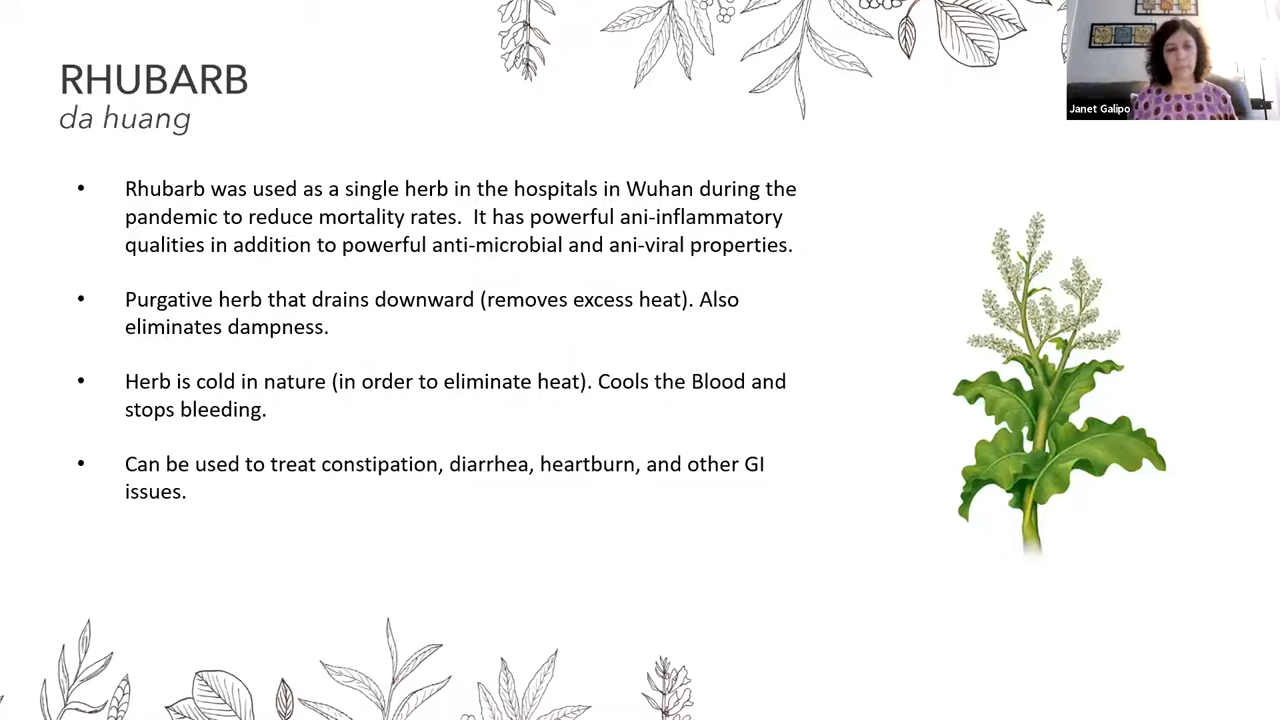 RHUBARB
da huang
Janet Galipo
• Rhubarb was used as a single herb in the hospitals in Wuhan during the
pandemic to reduce mortality rates.  It has powerful ani-inflammatory
qualities in addition to powerful anti-microbial and ani-viral properties.
• Purgative herb that drains downward (removes excess heat). Also
eliminates dampness.
• Herb is cold in nature (in order to eliminate heat). Cools the Blood and
stops bleeding.
• Can be used to treat constipation, diarrhea, heartburn, and other GI
issues.